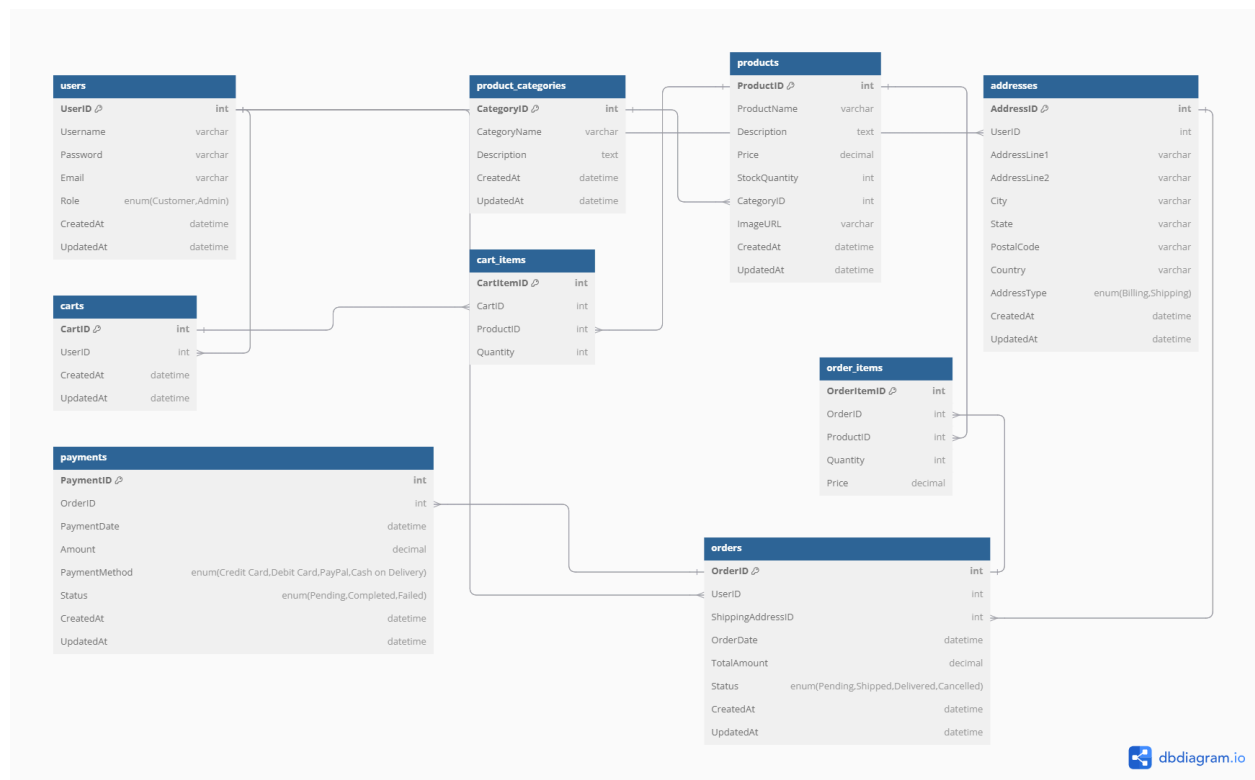 users
UserID int
Username varchar
Password varchar
Email varchar
Role enum(Customer,Admin)
CreatedAt datetime
UpdatedAt datetime
product_categories
CategoryID int
CategoryName varchar
Description text
CreatedAt datetime
UpdatedAt datetime
products
ProductID int
ProductName varchar
Description text
Price decimal
StockQuantity int
CategoryID int
ImageURL varchar
CreatedAt datetime
UpdatedAt datetime
addresses
AddressID int
UserID int
AddressLine1 varchar
AddressLine2 varchar
City varchar
State varchar
PostalCode varchar
Country varchar
AddressType enum(Billing,Shipping)
CreatedAt datetime
UpdatedAt datetime
carts
CartID int
UserID int
CreatedAt datetime
UpdatedAt datetime
cart_items
CartItemID int
CartID int
ProductID int
Quantity int
order_items
OrderItemID int
OrderID int
ProductID int
Quantity int
Price decimal
payments
PaymentID int
OrderID int
PaymentDate datetime
Amount decimal
PaymentMethod enum(Credit Card,Debit Card,PayPal,Cash on Delivery)
Status enum(Pending,Completed,Failed)
CreatedAt datetime
UpdatedAt datetime
orders
OrderID int
UserID int
ShippingAddressID int
OrderDate datetime
TotalAmount decimal
Status enum(Pending,Shipped,Delivered,Cancelled)
CreatedAt datetime
UpdatedAt datetime
dbdiagram.io